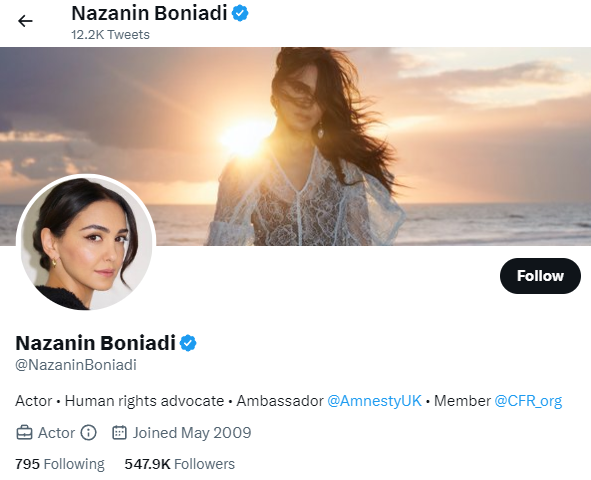 Nazanin Boniadi
12.2K Tweets
Follow
Nazanin Boniadi
@NazaninBoniadi
Actor • Human rights advocate • Ambassador @AmnestyUK • Member @CFR_org
Actor Joined May 2009
795 Following 547.9K Followers